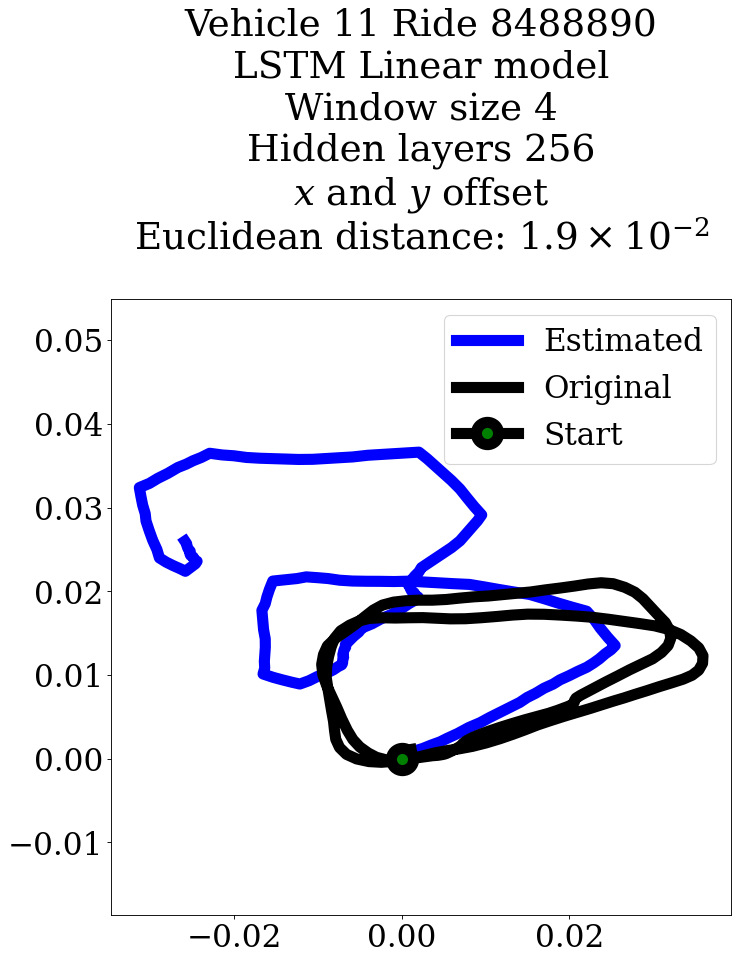 Vehicle 11 Ride 8488890
LSTM Linear model
Window size 4
Hidden layers 256
x and y offset
Euclidean distance: 1.9 × 10⁻²
Estimated
Original
Start
0.05
0.04
0.03
0.02
0.01
0.00
−0.01
−0.02
0.00
0.02